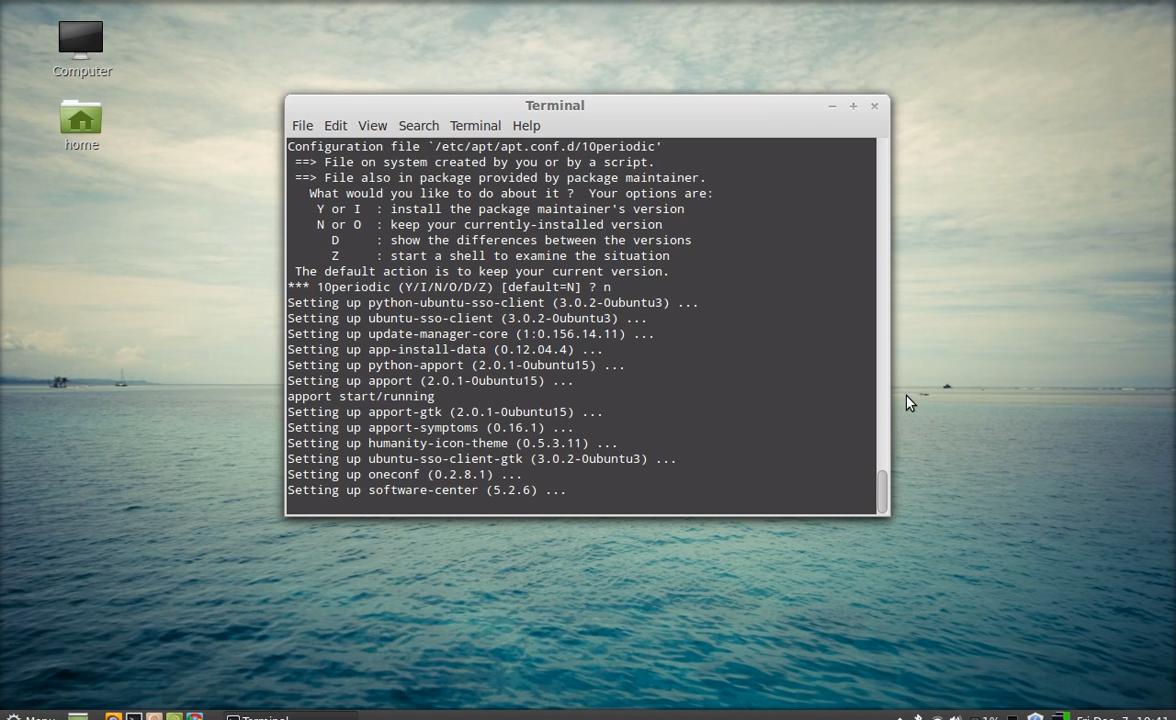 Computer
home
Terminal
File Edit View Search Terminal Help
Configuration file `/etc/apt/apt.conf.d/10periodic'
==> File on system created by you or by a script.
==> File also in package provided by package maintainer.
What would you like to do about it ?  Your options are:
Y or I  : install the package maintainer's version
N or O  : keep your currently-installed version
D     : show the differences between the versions
Z     : start a shell to examine the situation
The default action is to keep your current version.
*** 10periodic (Y/I/N/O/D/Z) [default=N] ? n
Setting up python-ubuntu-sso-client (3.0.2-0ubuntu3) ...
Setting up ubuntu-sso-client (3.0.2-0ubuntu3) ...
Setting up update-manager-core (1:0.156.14.11) ...
Setting up app-install-data (0.12.04.4) ...
Setting up python-apport (2.0.1-0ubuntu15) ...
Setting up apport (2.0.1-0ubuntu15) ...
apport start/running
Setting up apport-gtk (2.0.1-0ubuntu15) ...
Setting up apport-symptoms (0.16.1) ...
Setting up humanity-icon-theme (0.5.3.11) ...
Setting up ubuntu-sso-client-gtk (3.0.2-0ubuntu3) ...
Setting up oneconf (0.2.8.1) ...
Setting up software-center (5.2.6) ...
Menu Terminal 1% Fri Dec 7,